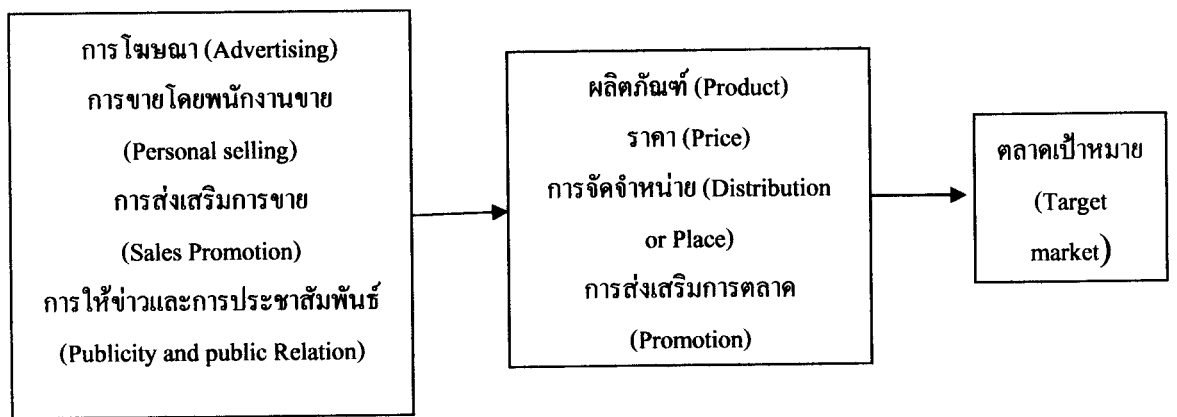 การโฆษณา (Advertising)
การขายโดยพนักงานขาย
(Personal selling)
การส่งเสริมการขาย
(Sales Promotion)
การให้ข่าวและการประชาสัมพันธ์
(Publicity and public Relation)
ผลิตภัณฑ์ (Product)
ราคา (Price)
การจัดจำหน่าย (Distribution
or Place)
การส่งเสริมการตลาด
(Promotion)
ตลาดเป้าหมาย
(Target
market)